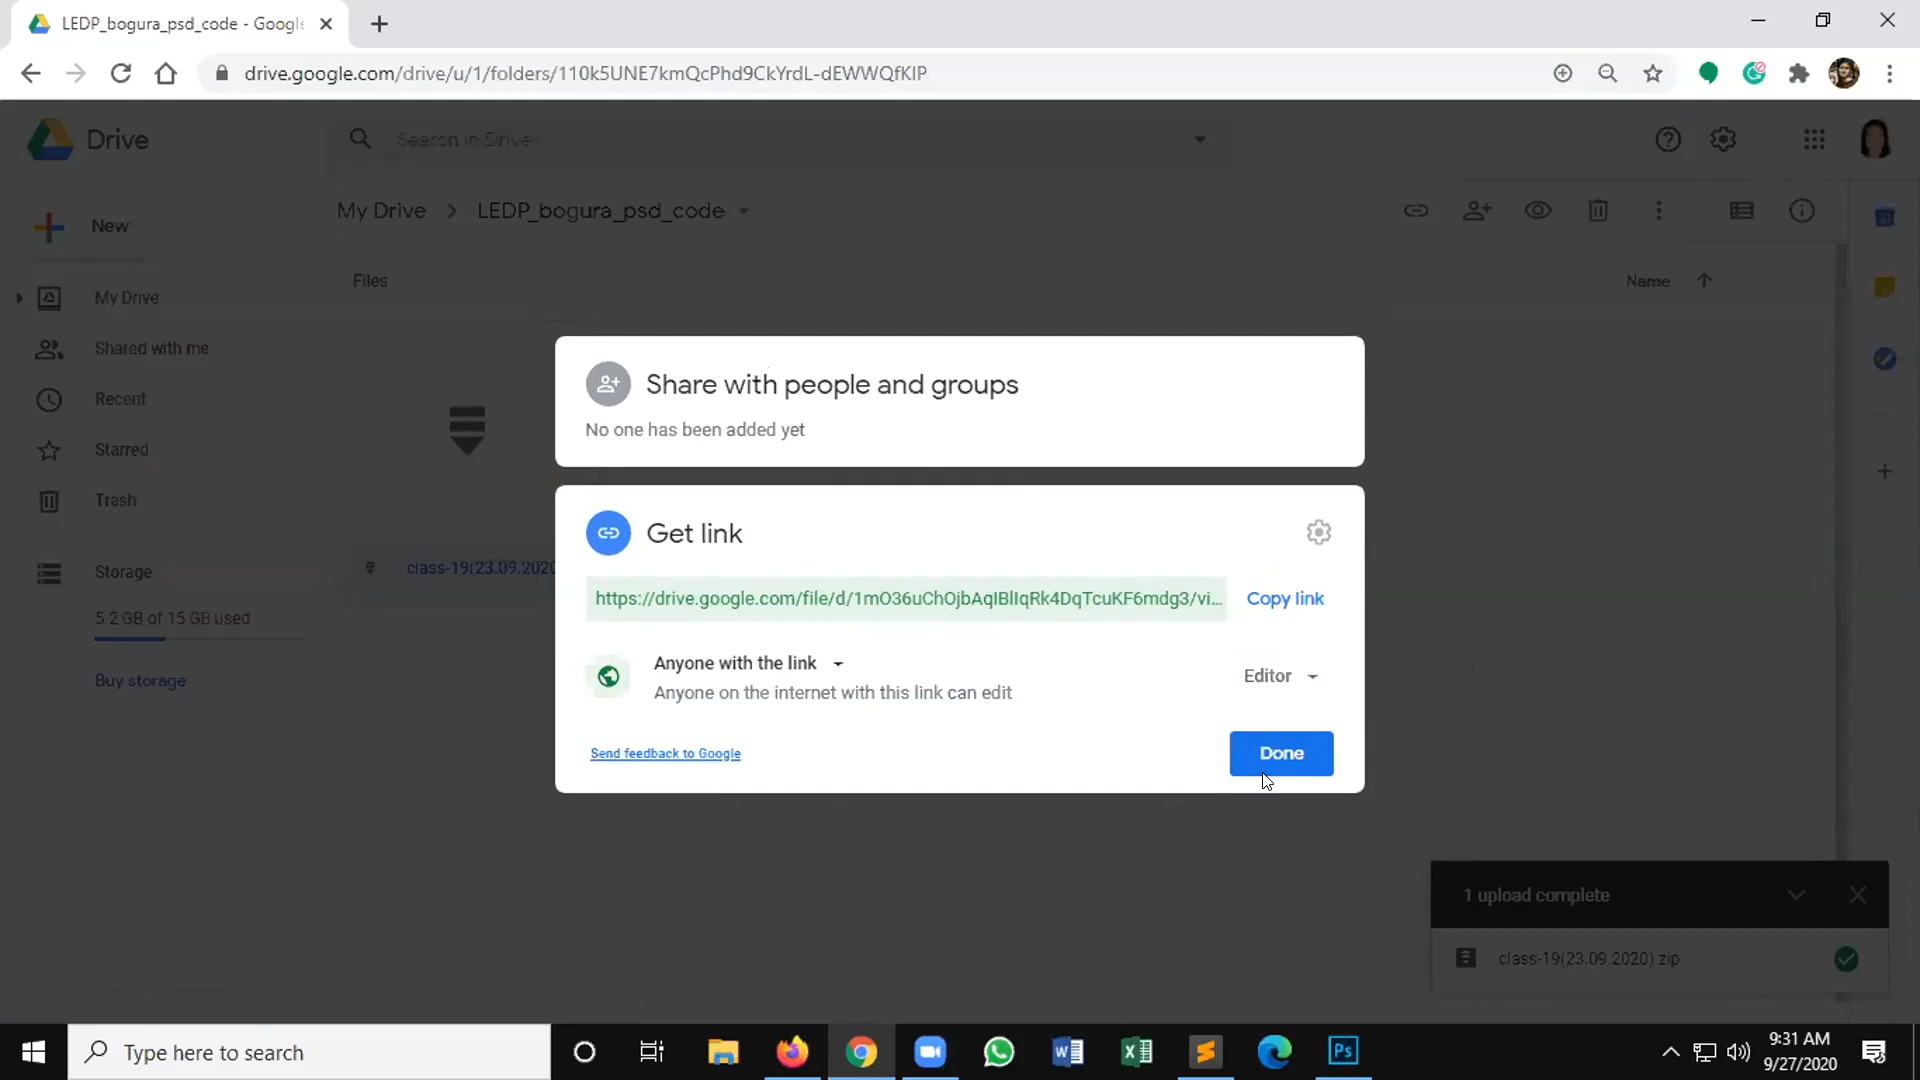 LEDP_bogura_psd_code - Google
drive.google.com/drive/u/1/folders/110k5UNE7kmQcPhd9CkYrdL-dEWWQfKIP
Drive
Search in Drive
New
My Drive > LEDP_bogura_psd_code
Files
Name
My Drive
Shared with me
Recent
Starred
Trash
Storage
5.2 GB of 15 GB used
Buy storage
class-19(23.09.2020
Share with people and groups
No one has been added yet
Get link
https://drive.google.com/file/d/1mO36uChOjbAqIBlIqRk4DqTcuKF6mdg3/vi...
Copy link
Anyone with the link
Anyone on the internet with this link can edit
Editor
Send feedback to Google
Done
1 upload complete
class-19(23.09.2020).zip
Type here to search
Ps
9:31 AM
9/27/2020